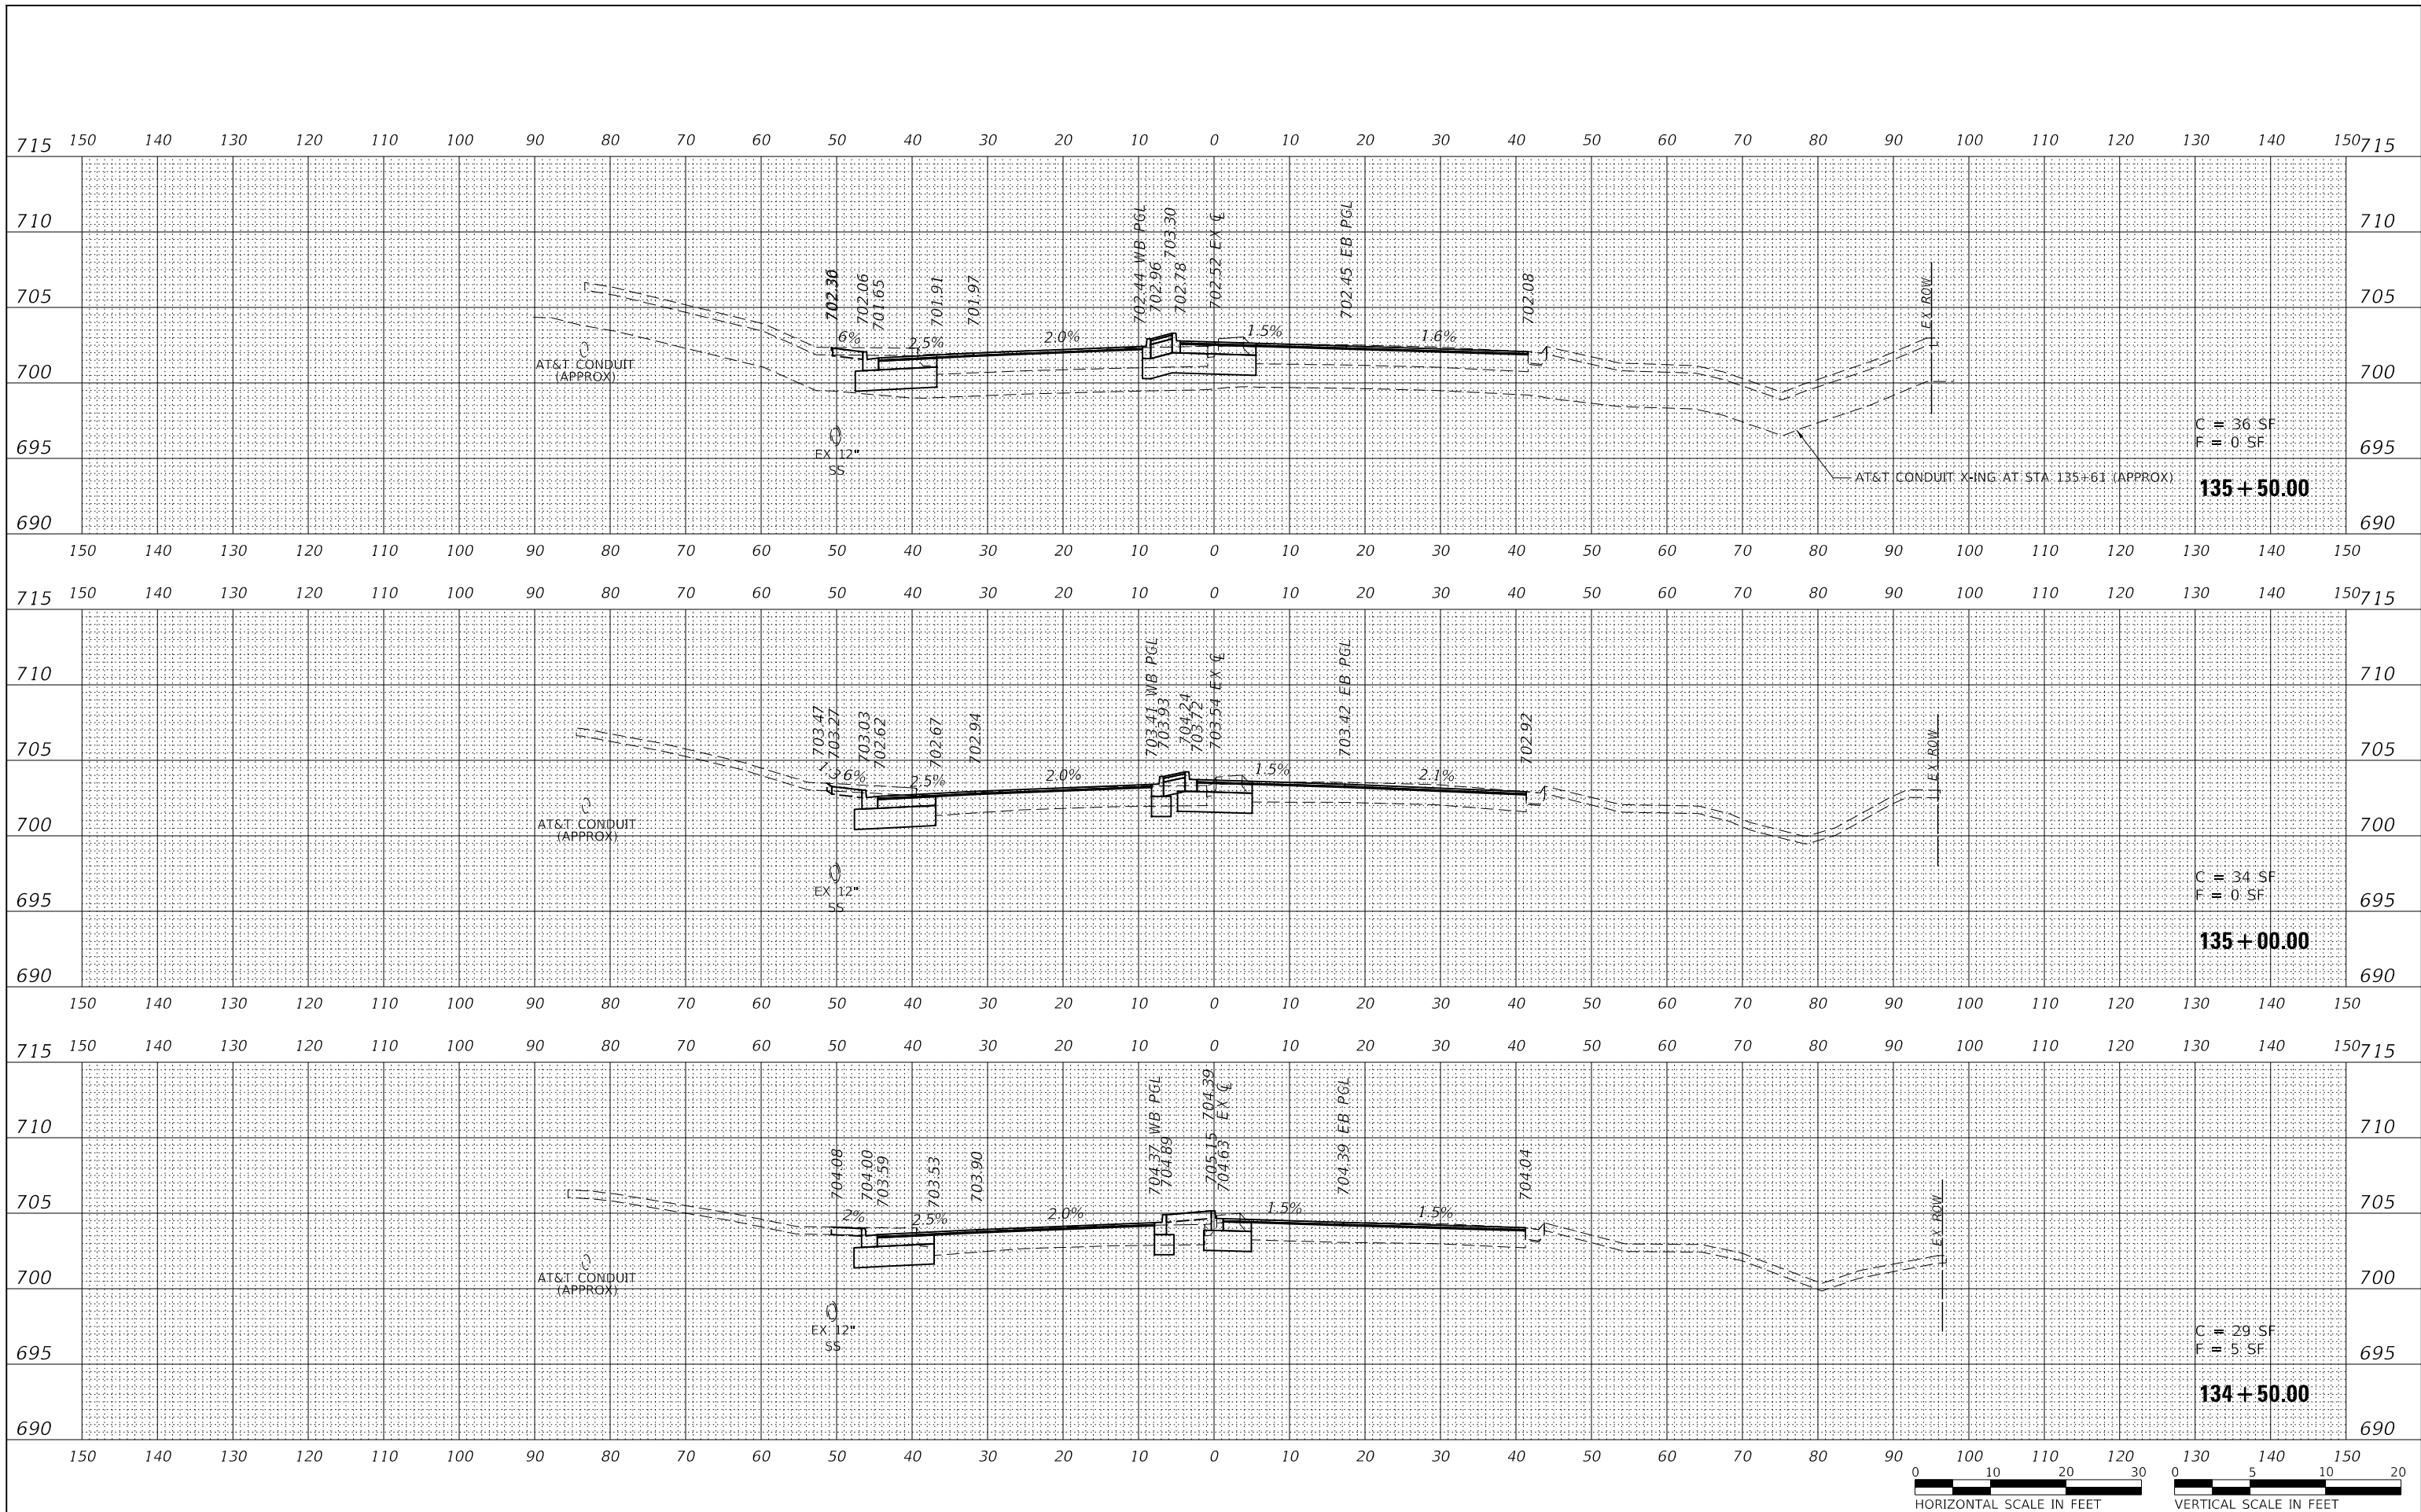 150 140 130 120 110 100 90 80 70 60 50 40 30 20 10 0 10 20 30 40 50 60 70 80 90 100 110 120 130 140 150
715 715
710 710
705 705
700 700
695 695
690 690
702.30
702.06
701.65
701.91
701.97
702.44 WB PGL
702.96
703.30
702.78
702.52 EX ℄
702.45 EB PGL
702.08
EX ROW
6% 2.5% 2.0% 1.5% 1.6%
AT&T CONDUIT
(APPROX)
EX 12"
SS
AT&T CONDUIT X-ING AT STA 135+61 (APPROX)
C = 36 SF
F = 0 SF
135+50.00
150 140 130 120 110 100 90 80 70 60 50 40 30 20 10 0 10 20 30 40 50 60 70 80 90 100 110 120 130 140 150
150 140 130 120 110 100 90 80 70 60 50 40 30 20 10 0 10 20 30 40 50 60 70 80 90 100 110 120 130 140 150
715 715
710 710
705 705
700 700
695 695
690 690
703.47
703.27
703.03
702.62
702.67
702.94
703.41 WB PGL
703.93
704.24
703.72
703.54 EX ℄
703.42 EB PGL
702.92
EX ROW
1:3 6% 2.5% 2.0% 1.5% 2.1%
AT&T CONDUIT
(APPROX)
EX 12"
SS
C = 34 SF
F = 0 SF
135+00.00
150 140 130 120 110 100 90 80 70 60 50 40 30 20 10 0 10 20 30 40 50 60 70 80 90 100 110 120 130 140 150
150 140 130 120 110 100 90 80 70 60 50 40 30 20 10 0 10 20 30 40 50 60 70 80 90 100 110 120 130 140 150
715 715
710 710
705 705
700 700
695 695
690 690
704.08
704.00
703.59
703.53
703.90
704.37 WB PGL
704.89
705.15 704.39
704.63 EX ℄
704.39 EB PGL
704.04
EX ROW
2% 2.5% 2.0% 1.5% 1.5%
AT&T CONDUIT
(APPROX)
EX 12"
SS
C = 29 SF
F = 5 SF
134+50.00
150 140 130 120 110 100 90 80 70 60 50 40 30 20 10 0 10 20 30 40 50 60 70 80 90 100 110 120 130 140 150
0 10 20 30
HORIZONTAL SCALE IN FEET
0 5 10 20
VERTICAL SCALE IN FEET